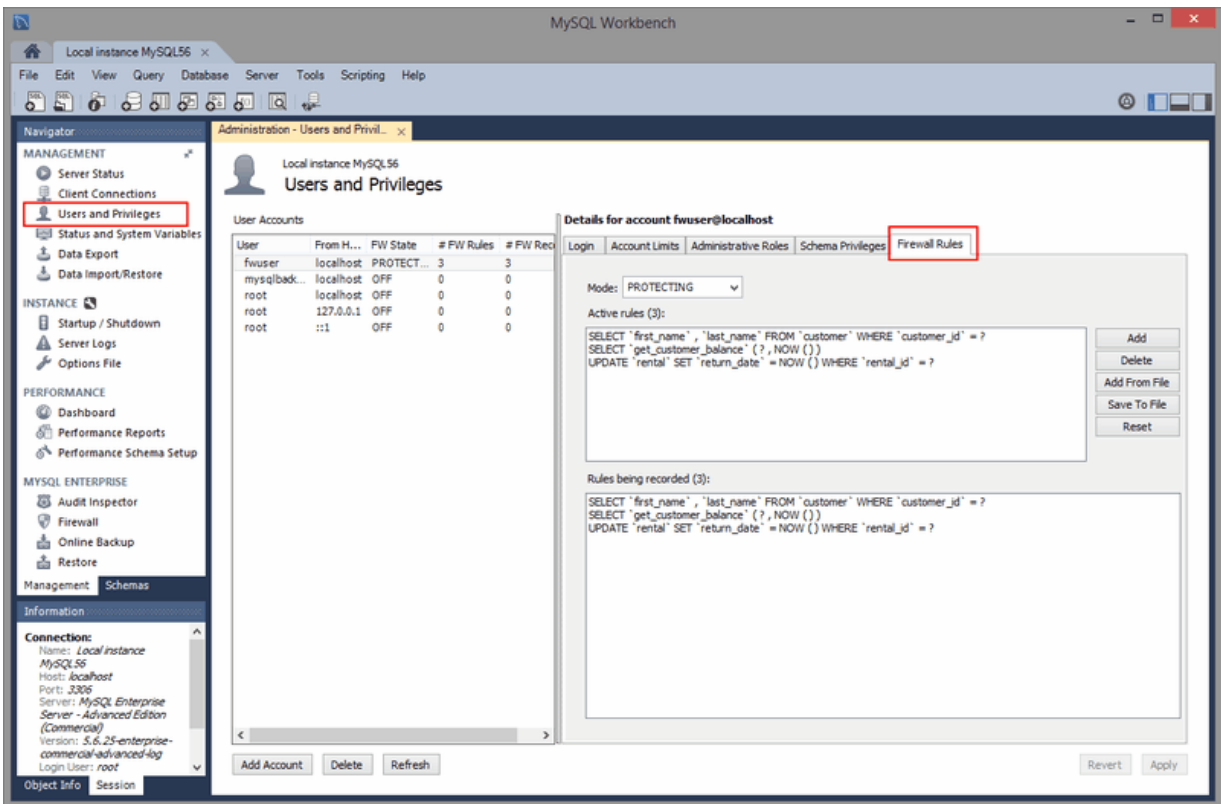 MySQL Workbench
Local instance MySQL56
File Edit View Query Database Server Tools Scripting Help
Navigator
MANAGEMENT
Server Status
Client Connections
Users and Privileges
Status and System Variables
Data Export
Data Import/Restore
INSTANCE
Startup / Shutdown
Server Logs
Options File
PERFORMANCE
Dashboard
Performance Reports
Performance Schema Setup
MYSQL ENTERPRISE
Audit Inspector
Firewall
Online Backup
Restore
Management Schemas
Information
Connection:
Name: Local instance
MySQL56
Host: localhost
Port: 3306
Server: MySQL Enterprise
Server - Advanced Edition
(Commercial)
Version: 5.6.25-enterprise-
commercial-advanced-log
Login User: root
Object Info Session
Administration - Users and Privil...
Local instance MySQL56
Users and Privileges
User Accounts
User From H... FW State # FW Rules # FW Rec
fwuser localhost PROTECT... 3 3
mysqlback... localhost OFF 0 0
root localhost OFF 0 0
root 127.0.0.1 OFF 0 0
root ::1 OFF 0 0
Add Account Delete Refresh
Details for account fwuser@localhost
Login Account Limits Administrative Roles Schema Privileges Firewall Rules
Mode: PROTECTING
Active rules (3):
SELECT `first_name` , `last_name` FROM `customer` WHERE `customer_id` = ?
SELECT `get_customer_balance` ( ? , NOW ( ) )
UPDATE `rental` SET `return_date` = NOW ( ) WHERE `rental_id` = ?
Add
Delete
Add From File
Save To File
Reset
Rules being recorded (3):
SELECT `first_name` , `last_name` FROM `customer` WHERE `customer_id` = ?
SELECT `get_customer_balance` ( ? , NOW ( ) )
UPDATE `rental` SET `return_date` = NOW ( ) WHERE `rental_id` = ?
Revert Apply